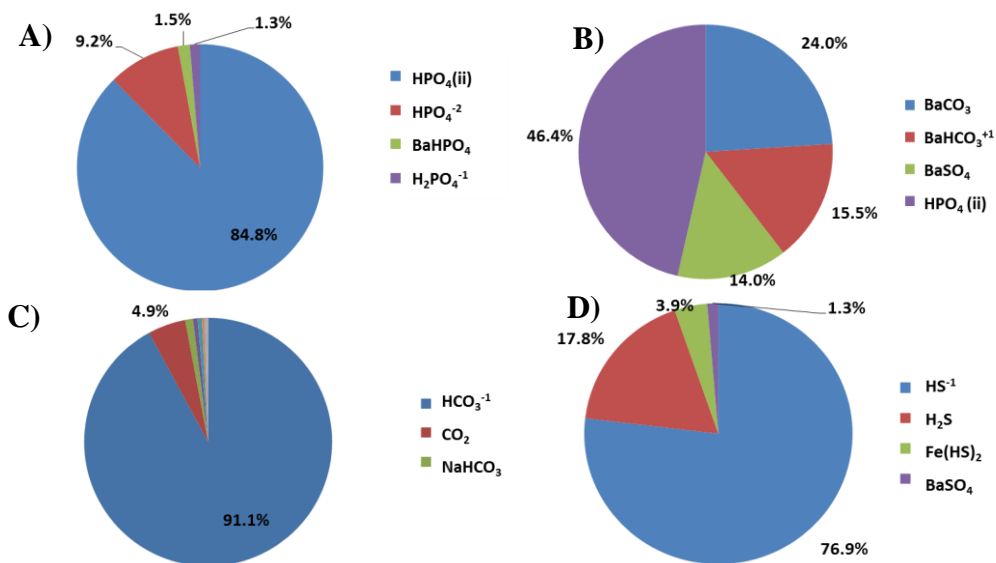 A)
1.5%
1.3%
9.2%
84.8%
HPO₄(ii)
HPO₄⁻²
BaHPO₄
H₂PO₄⁻¹
B)
24.0%
46.4%
15.5%
14.0%
BaCO₃
BaHCO₃⁺¹
BaSO₄
HPO₄ (ii)
C)
4.9%
91.1%
HCO₃⁻¹
CO₂
NaHCO₃
D)
3.9%
1.3%
17.8%
76.9%
HS⁻¹
H₂S
Fe(HS)₂
BaSO₄